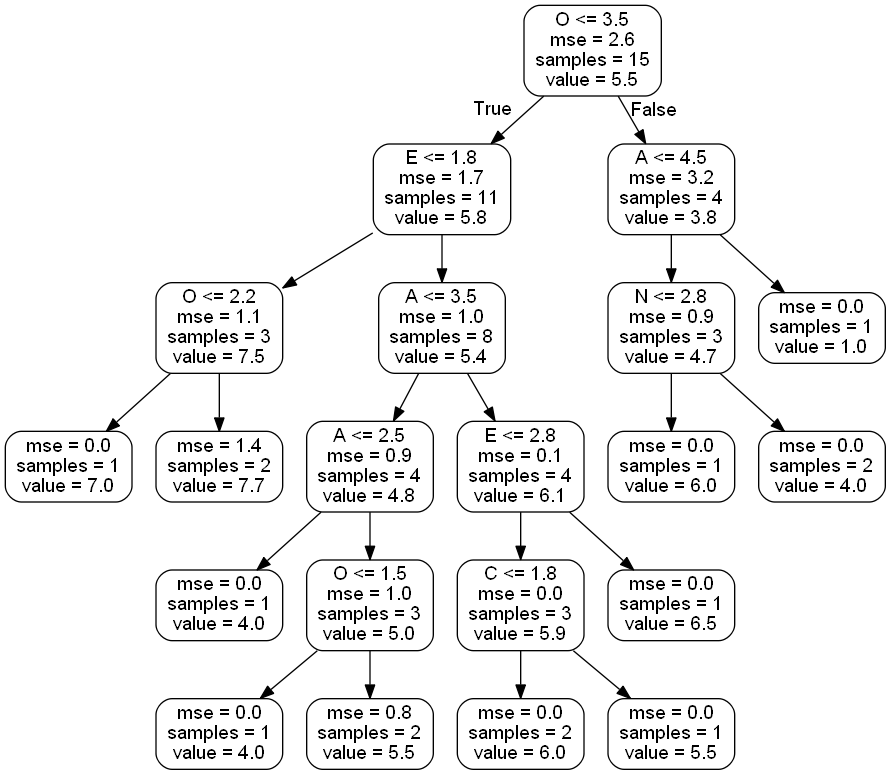 O <= 3.5
mse = 2.6
samples = 15
value = 5.5
True
False
E <= 1.8
mse = 1.7
samples = 11
value = 5.8
A <= 4.5
mse = 3.2
samples = 4
value = 3.8
O <= 2.2
mse = 1.1
samples = 3
value = 7.5
A <= 3.5
mse = 1.0
samples = 8
value = 5.4
N <= 2.8
mse = 0.9
samples = 3
value = 4.7
mse = 0.0
samples = 1
value = 1.0
mse = 0.0
samples = 1
value = 7.0
mse = 1.4
samples = 2
value = 7.7
A <= 2.5
mse = 0.9
samples = 4
value = 4.8
E <= 2.8
mse = 0.1
samples = 4
value = 6.1
mse = 0.0
samples = 1
value = 6.0
mse = 0.0
samples = 2
value = 4.0
mse = 0.0
samples = 1
value = 4.0
O <= 1.5
mse = 1.0
samples = 3
value = 5.0
C <= 1.8
mse = 0.0
samples = 3
value = 5.9
mse = 0.0
samples = 1
value = 6.5
mse = 0.0
samples = 1
value = 4.0
mse = 0.8
samples = 2
value = 5.5
mse = 0.0
samples = 2
value = 6.0
mse = 0.0
samples = 1
value = 5.5